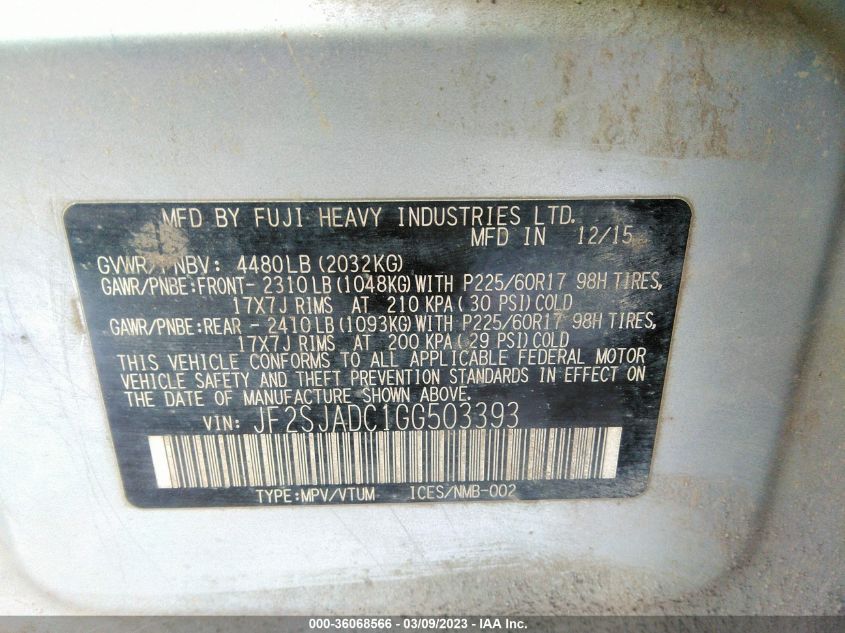 MFD BY FUJI HEAVY INDUSTRIES LTD.
MFD IN 12/15
GVWR/PNBV: 4480LB(2032KG)
GAWR/PNBE:FRONT-2310LB(1048KG)WITH P225/60R17 98H TIRES,
17X7J RIMS AT 210 KPA(30 PSI)COLD
GAWR/PNBE:REAR -2410LB(1093KG)WITH P225/60R17 98H TIRES,
17X7J RIMS AT 200 KPA(29 PSI)COLD
THIS VEHICLE CONFORMS TO ALL APPLICABLE FEDERAL MOTOR
VEHICLE SAFETY AND THEFT PREVENTION STANDARDS IN EFFECT ON
THE DATE OF MANUFACTURE SHOWN ABOVE.
VIN: JF2SJADC1GG503393
TYPE:MPV/VTUM ICES/NMB-002
000-36068566 - 03/09/2023 - IAA Inc.